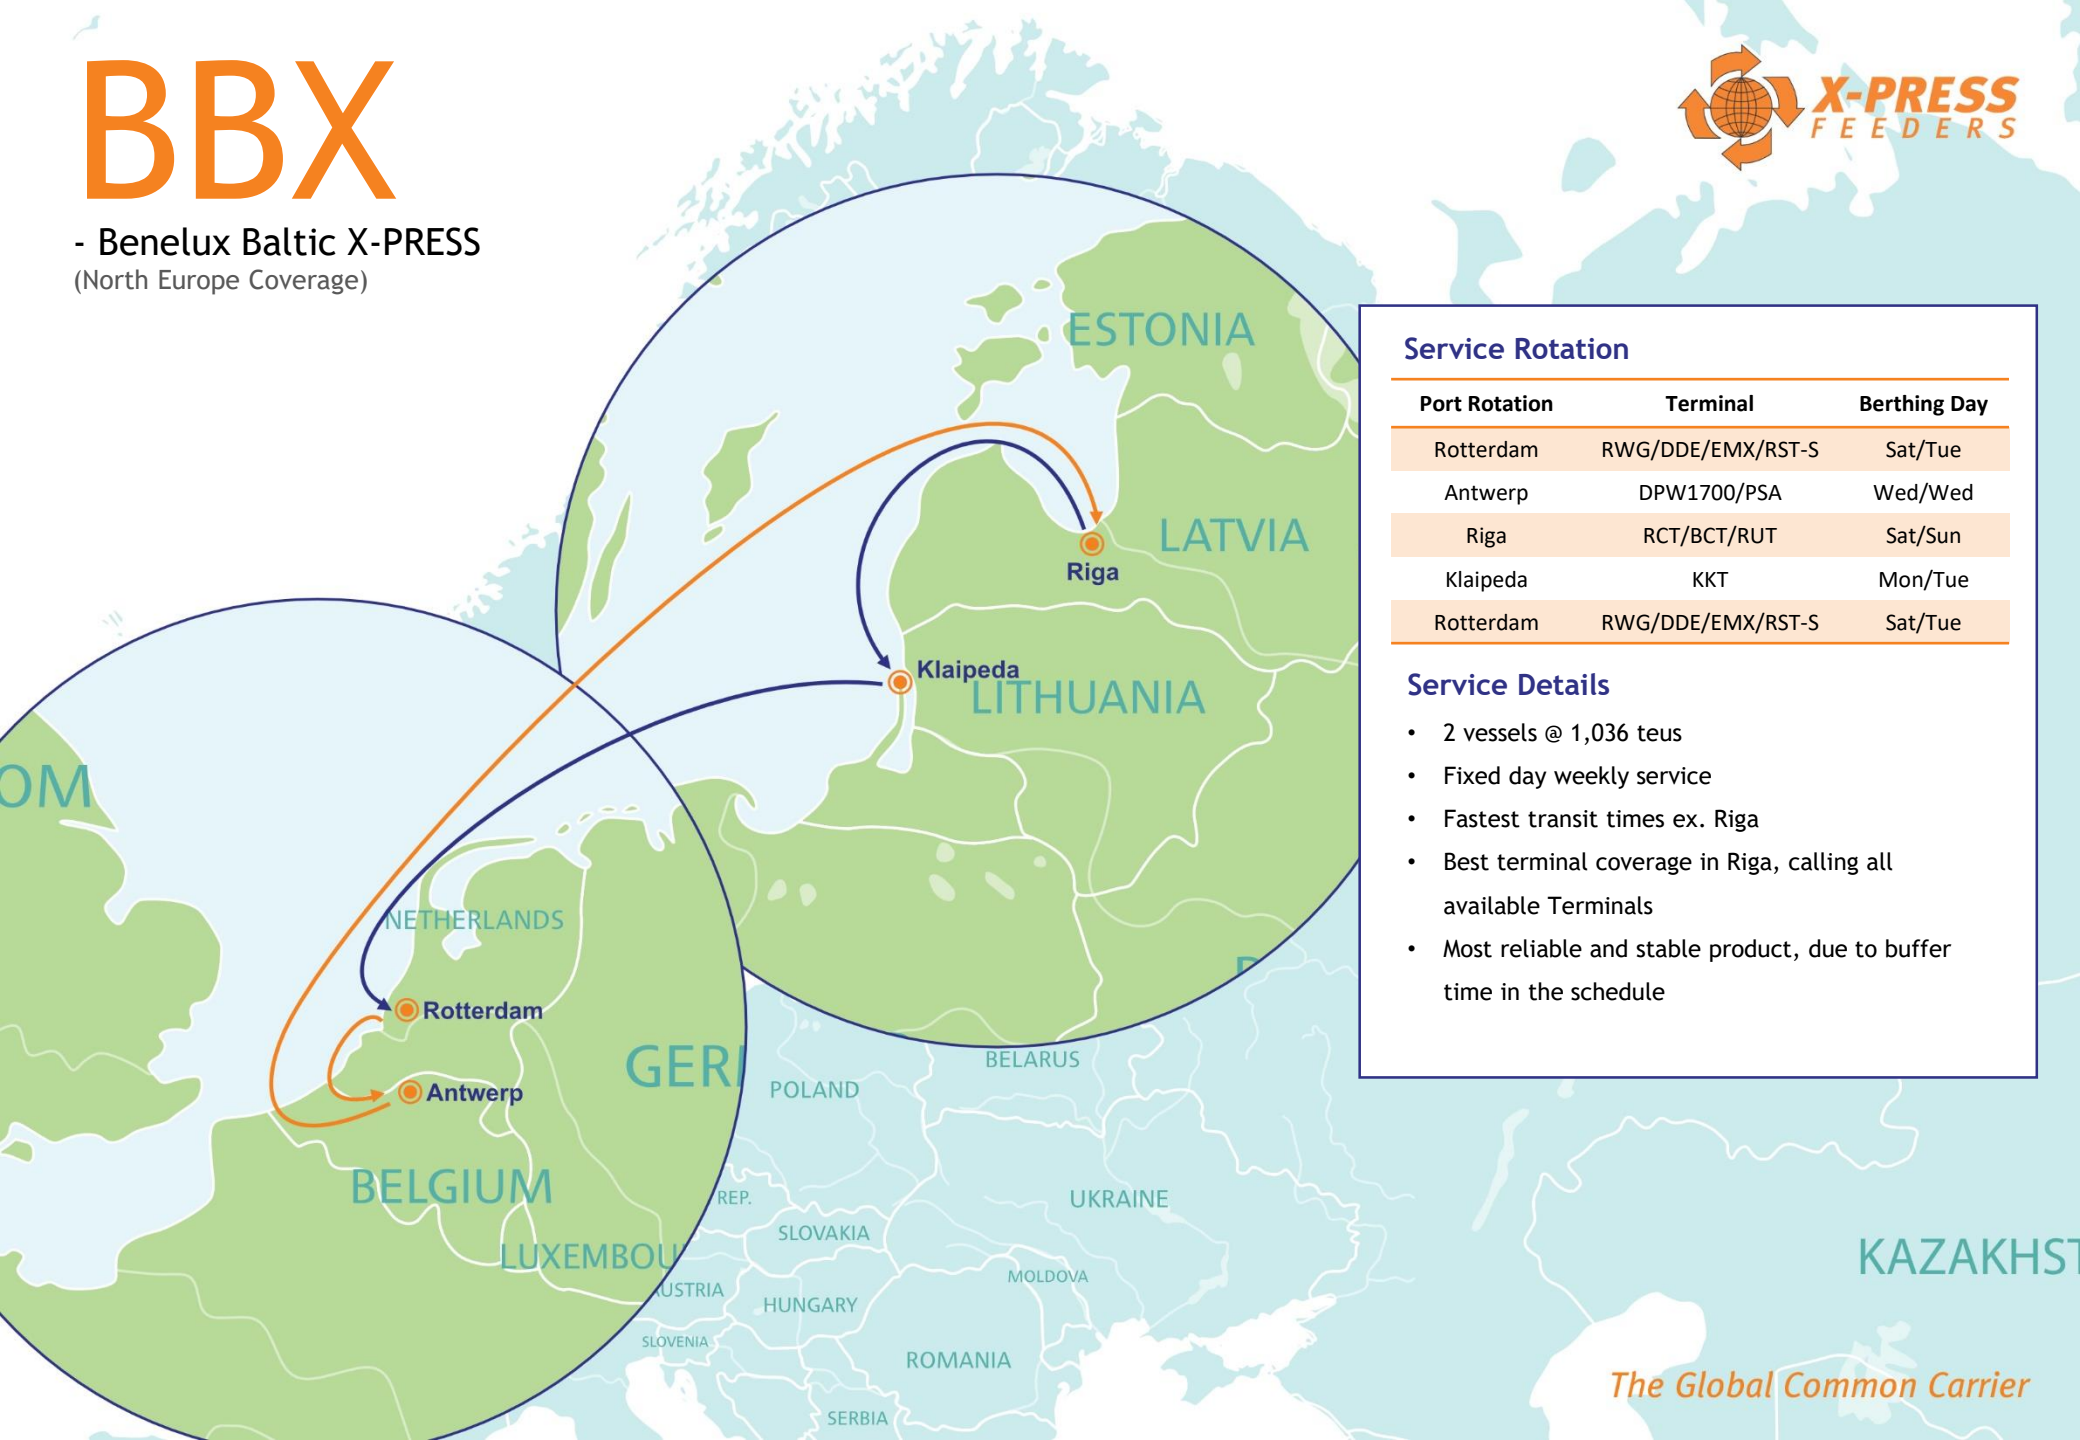 BBX
- Benelux Baltic X-PRESS
(North Europe Coverage)
X-PRESS
FEEDERS
ESTONIA
LATVIA
Riga
Klaipeda
LITHUANIA
OM
NETHERLANDS
Rotterdam
Antwerp
GER
BELGIUM
LUXEMBOU
POLAND
BELARUS
REP.
SLOVAKIA
UKRAINE
USTRIA
HUNGARY
MOLDOVA
SLOVENIA
ROMANIA
SERBIA
KAZAKHST
Service Rotation
Port Rotation Terminal Berthing Day
Rotterdam RWG/DDE/EMX/RST-S Sat/Tue
Antwerp DPW1700/PSA Wed/Wed
Riga RCT/BCT/RUT Sat/Sun
Klaipeda KKT Mon/Tue
Rotterdam RWG/DDE/EMX/RST-S Sat/Tue
Service Details
• 2 vessels @ 1,036 teus
• Fixed day weekly service
• Fastest transit times ex. Riga
• Best terminal coverage in Riga, calling all
available Terminals
• Most reliable and stable product, due to buffer
time in the schedule
The Global Common Carrier